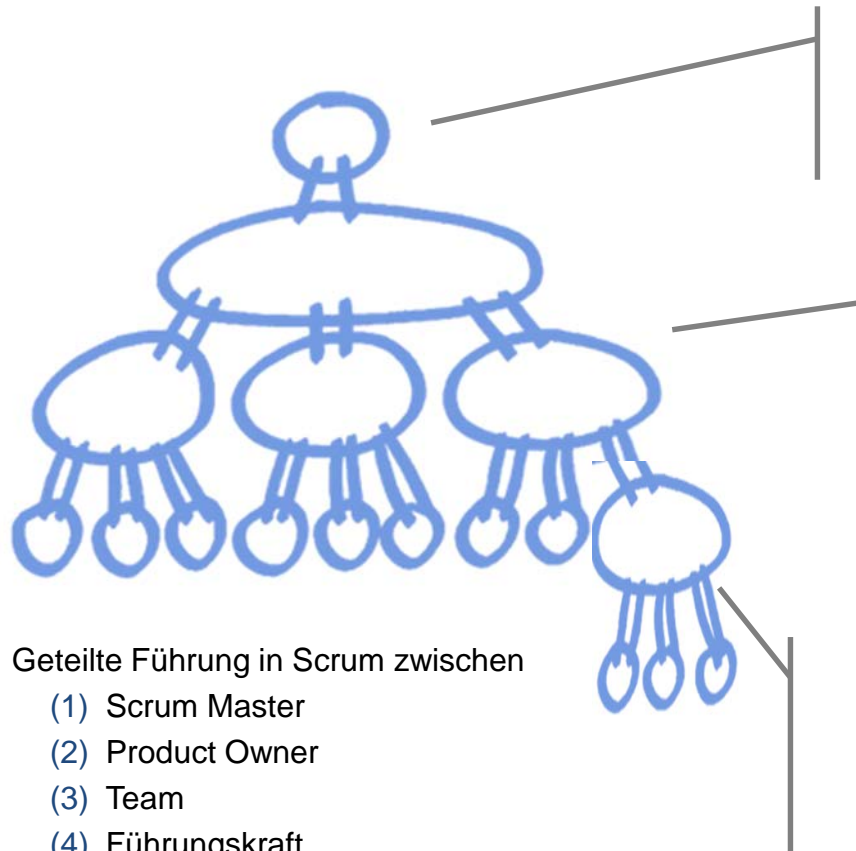 Geteilte Führung in Scrum zwischen
(1) Scrum Master
(2) Product Owner
(3) Team
(4) Führungskraft